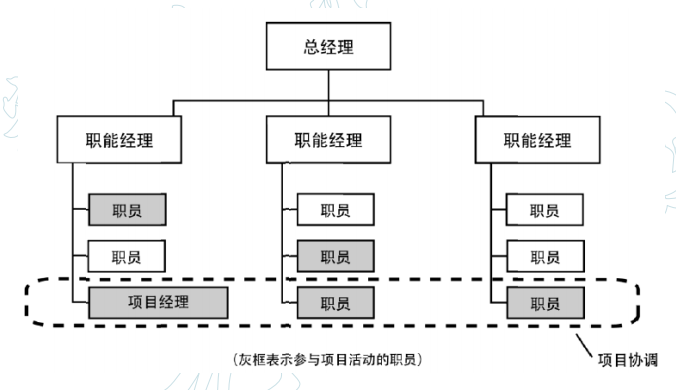 总经理
职能经理 职能经理 职能经理
职员 职员 职员
职员 职员 职员
项目经理 职员 职员
（灰框表示参与项目活动的职员） 项目协调